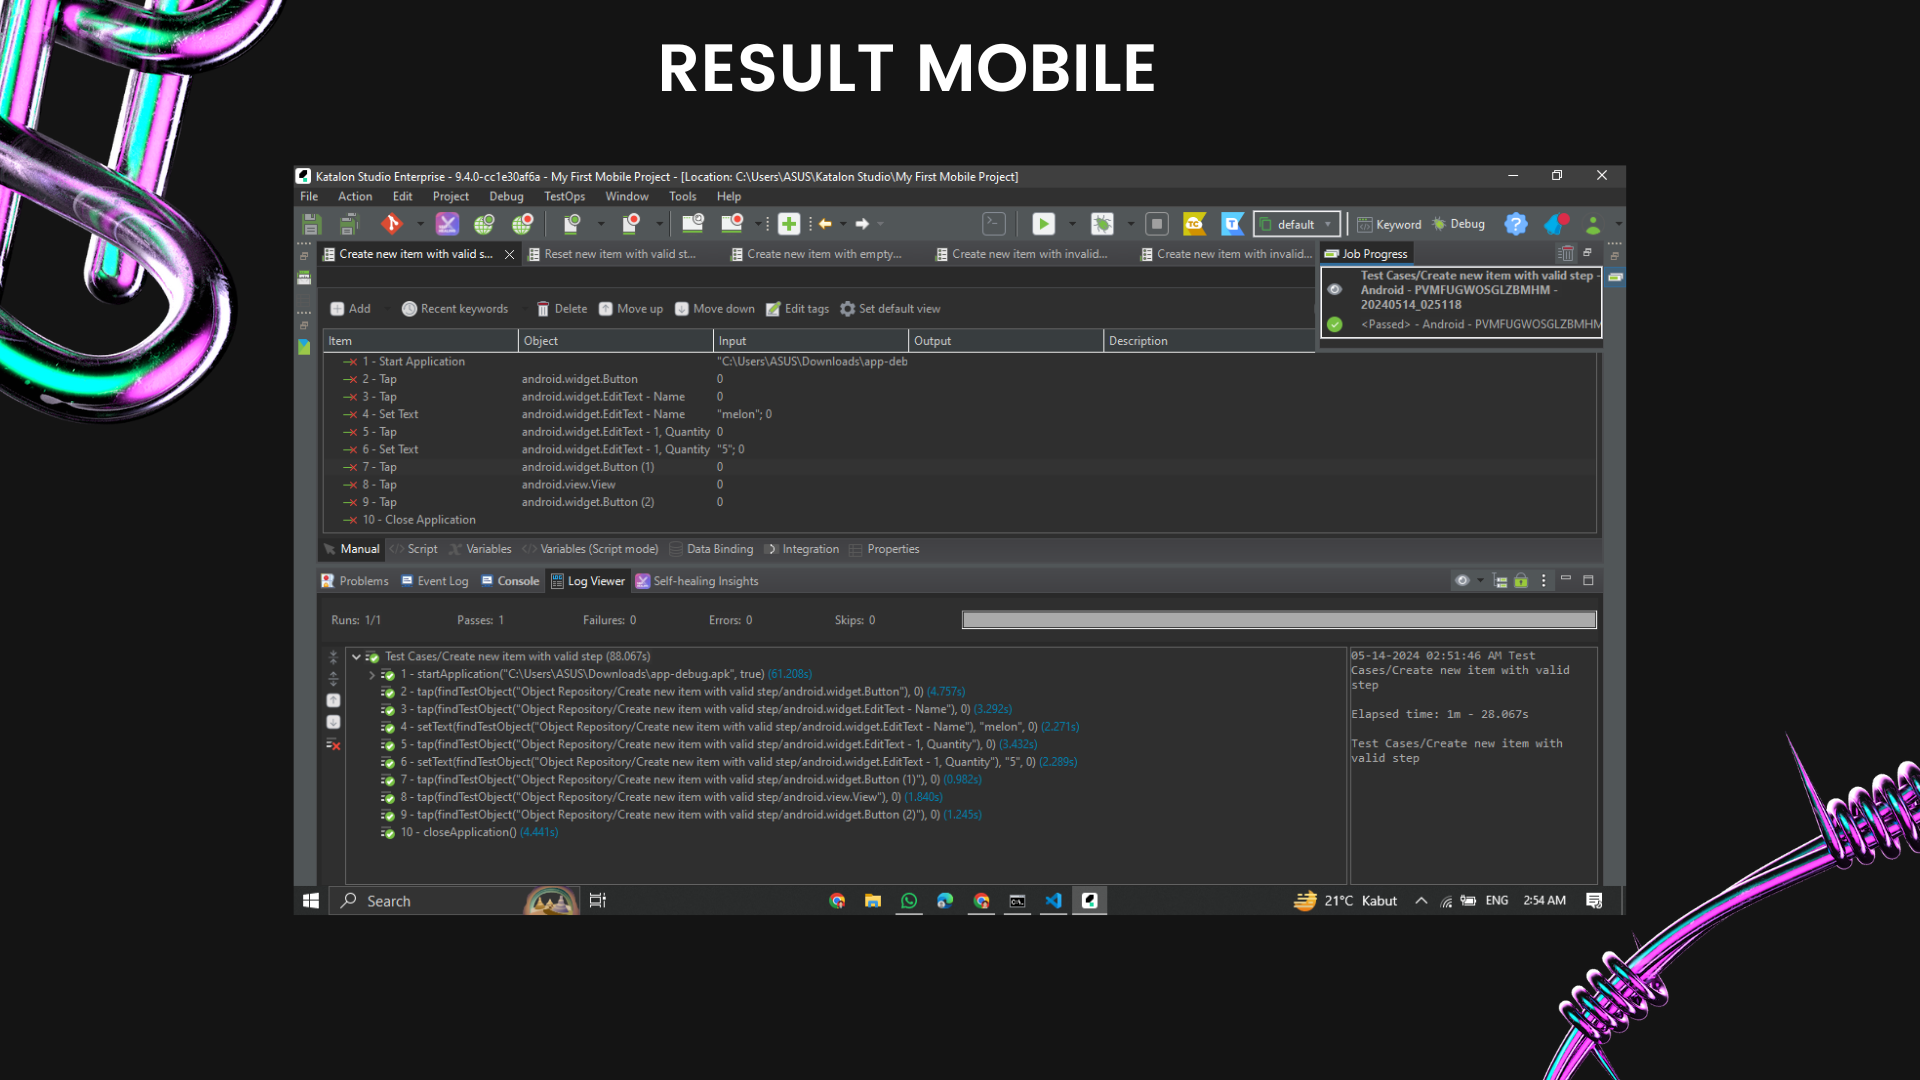 RESULT MOBILE
Katalon Studio Enterprise - 9.4.0-cc1e30af6a - My First Mobile Project - [Location: C:\Users\ASUS\Katalon Studio\My First Mobile Project]
File Action Edit Project Debug TestOps Window Tools Help
TC T default Keyword Debug
Create new item with valid s... Reset new item with valid st... Create new item with empty... Create new item with invalid... Create new item with invalid... Job Progress
Test Cases/Create new item with valid step -
Android - PVMFUGWOSGLZBMHM -
20240514_025118
<Passed> - Android - PVMFUGWOSGLZBMHM
Add Recent keywords Delete Move up Move down Edit tags Set default view
Item Object Input Output Description
1 - Start Application "C:\Users\ASUS\Downloads\app-deb
2 - Tap android.widget.Button 0
3 - Tap android.widget.EditText - Name 0
4 - Set Text android.widget.EditText - Name "melon"; 0
5 - Tap android.widget.EditText - 1, Quantity 0
6 - Set Text android.widget.EditText - 1, Quantity "5"; 0
7 - Tap android.widget.Button (1) 0
8 - Tap android.view.View 0
9 - Tap android.widget.Button (2) 0
10 - Close Application
Manual Script Variables Variables (Script mode) Data Binding Integration Properties
Problems Event Log Console Log Viewer Self-healing Insights
Runs: 1/1 Passes: 1 Failures: 0 Errors: 0 Skips: 0
Test Cases/Create new item with valid step (88.067s)
1 - startApplication("C:\Users\ASUS\Downloads\app-debug.apk", true) (61.208s)
2 - tap(findTestObject("Object Repository/Create new item with valid step/android.widget.Button"), 0) (4.757s)
3 - tap(findTestObject("Object Repository/Create new item with valid step/android.widget.EditText - Name"), 0) (3.292s)
4 - setText(findTestObject("Object Repository/Create new item with valid step/android.widget.EditText - Name"), "melon", 0) (2.271s)
5 - tap(findTestObject("Object Repository/Create new item with valid step/android.widget.EditText - 1, Quantity"), 0) (3.432s)
6 - setText(findTestObject("Object Repository/Create new item with valid step/android.widget.EditText - 1, Quantity"), "5", 0) (2.289s)
7 - tap(findTestObject("Object Repository/Create new item with valid step/android.widget.Button (1)"), 0) (0.982s)
8 - tap(findTestObject("Object Repository/Create new item with valid step/android.view.View"), 0) (1.840s)
9 - tap(findTestObject("Object Repository/Create new item with valid step/android.widget.Button (2)"), 0) (1.245s)
10 - closeApplication() (4.441s)
05-14-2024 02:51:46 AM Test
Cases/Create new item with valid
step
Elapsed time: 1m - 28.067s
Test Cases/Create new item with
valid step
Search 21°C Kabut ENG 2:54 AM